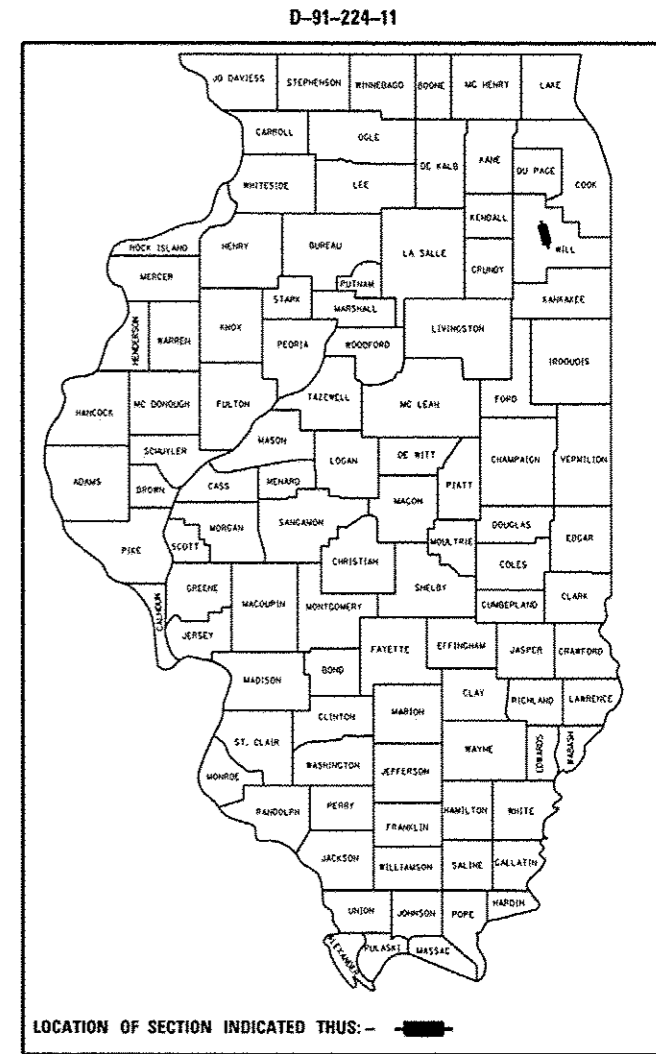 D-91-224-11
JO DAVIESS STEPHENSON WINNEBAGO BOONE MC HENRY LAKE
CARROLL OGLE DE KALB KANE DU PAGE COOK
WHITESIDE LEE
KENDALL
ROCK ISLAND HENRY BUREAU LA SALLE WILL
MERCER PUTNAM GRUNDY
STARK KANKAKEE
HENDERSON WARREN KNOX MARSHALL LIVINGSTON
PEORIA WOODFORD IROQUOIS
HANCOCK MC DONOUGH FULTON TAZEWELL MC LEAN FORD
MASON
SCHUYLER LOGAN DE WITT CHAMPAIGN VERMILION
ADAMS BROWN CASS MENARD PIATT
MACON
MORGAN SANGAMON DOUGLAS
PIKE SCOTT CHRISTIAN MOULTRIE EDGAR
COLES
GREENE SHELBY
CALHOUN MACOUPIN MONTGOMERY CUMBEPLAND CLARK
JERSEY
FAYETTE EFFINGHAM JASPER CRAWFORD
BOND
MADISON CLAY RICHLAND LAWRENCE
CLINTON MARION
ST. CLAIR WAYNE EDWARDS WABASH
WASHINGTON JEFFERSON
MONROE
RANDOLPH PERRY HAMILTON WHITE
FRANKLIN
JACKSON WILLIAMSON SALINE GALLATIN
UNION JOHNSON POPE HARDIN
ALEXANDER PULASKI MASSAC
LOCATION OF SECTION INDICATED THUS:-